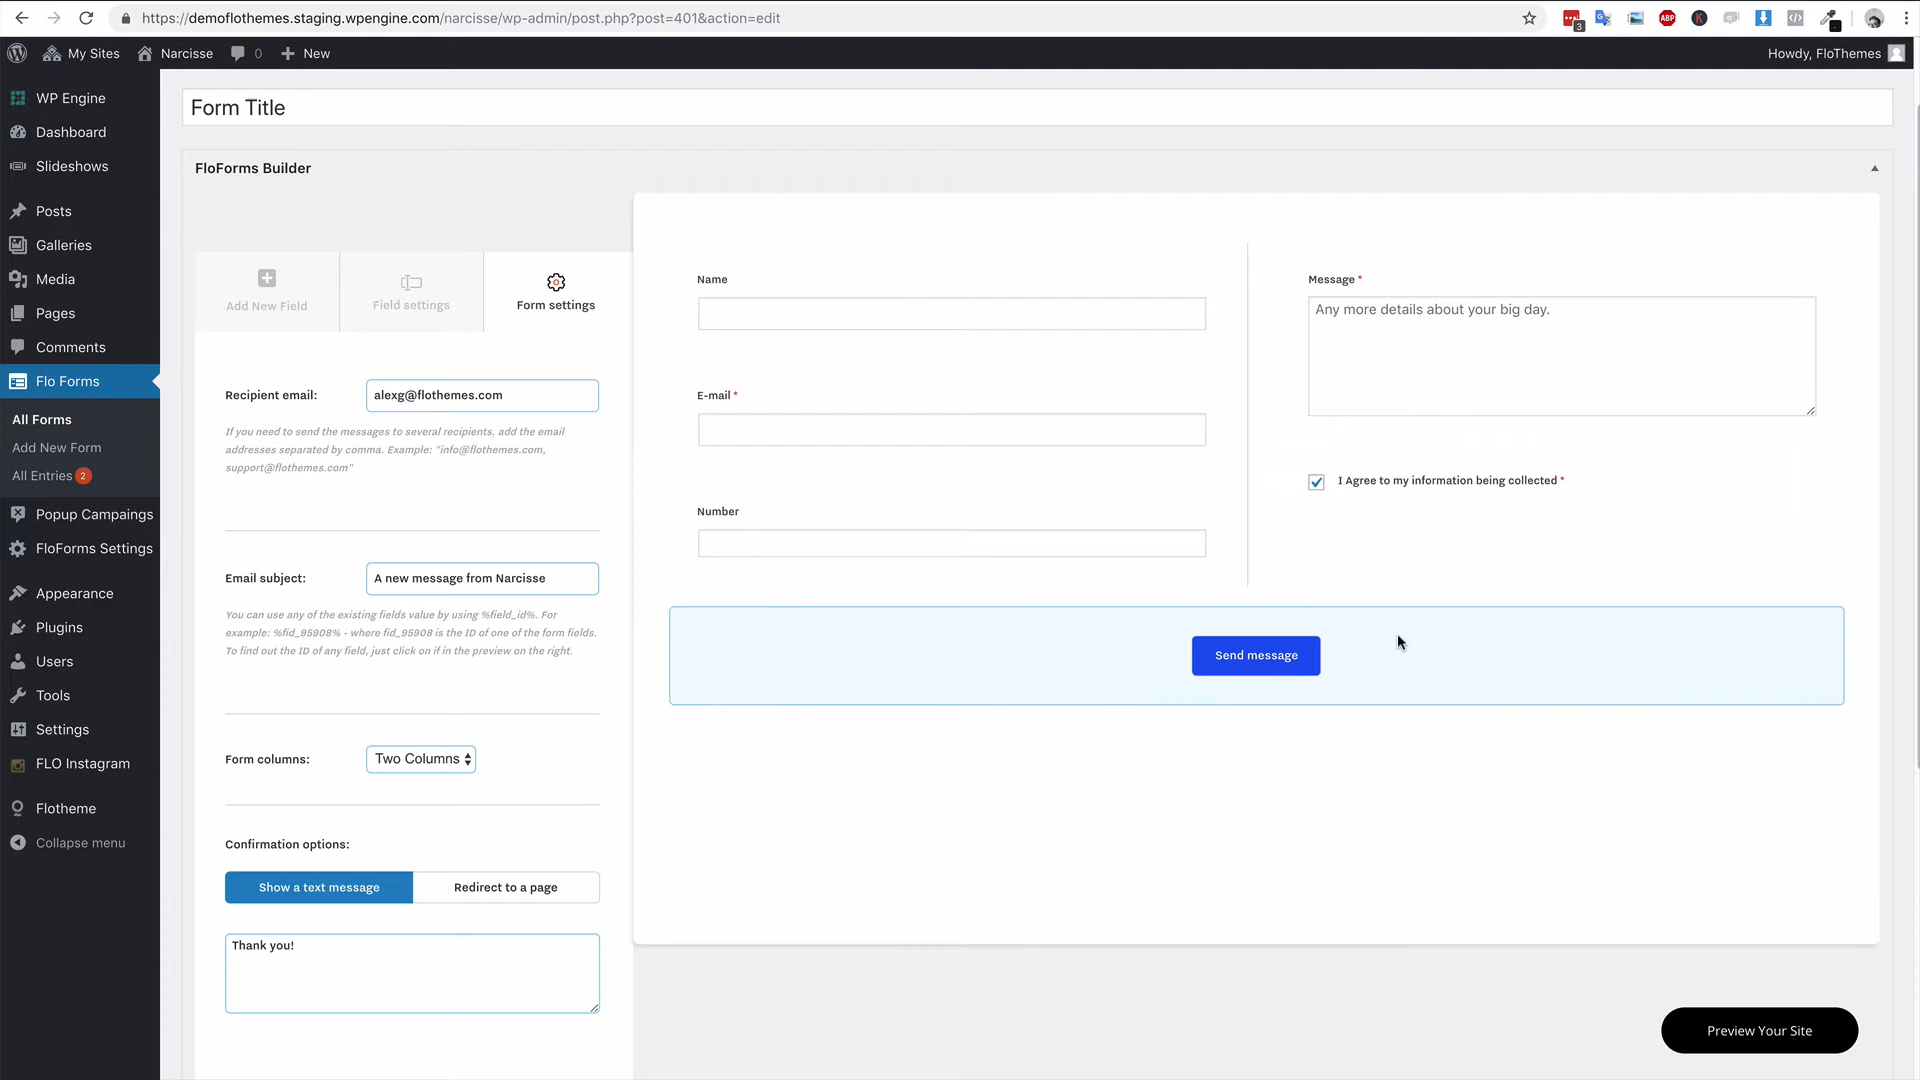 https://demoflothemes.staging.wpengine.com/narcisse/wp-admin/post.php?post=401&action=edit
3
ABP
K
My Sites
Narcisse
0
New
Howdy, FloThemes
WP Engine
Dashboard
Slideshows
Posts
Galleries
Media
Pages
Comments
Flo Forms
All Forms
Add New Form
All Entries 2
Popup Campaings
FloForms Settings
Appearance
Plugins
Users
Tools
Settings
FLO Instagram
Flotheme
Collapse menu
Form Title
FloForms Builder
Add New Field
Field settings
Form settings
Recipient email:
alexg@flothemes.com
If you need to send the messages to several recipients, add the email
addresses separated by comma. Example: "info@flothemes.com,
support@flothemes.com"
Email subject:
A new message from Narcisse
You can use any of the existing fields value by using %field_id%. For
example: %fid_95908% - where fid_95908 is the ID of one of the form fields.
To find out the ID of any field, just click on if in the preview on the right.
Form columns:
Two Columns
Confirmation options:
Show a text message
Redirect to a page
Thank you!
Name
E-mail *
Number
Message *
Any more details about your big day.
I Agree to my information being collected *
Send message
Preview Your Site